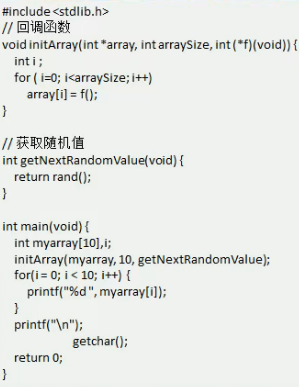 #include <stdlib.h>
// 回调函数
void initArray(int *array, int arraySize, int (*f)(void)) {
int i ;
for ( i=0; i<arraySize; i++)
array[i] = f();
}
// 获取随机值
int getNextRandomValue(void) {
return rand();
}
int main(void) {
int myarray[10],i;
initArray(myarray, 10, getNextRandomValue);
for(i = 0; i < 10; i++) {
printf("%d ", myarray[i]);
}
printf("\n");
getchar();
return 0;
}